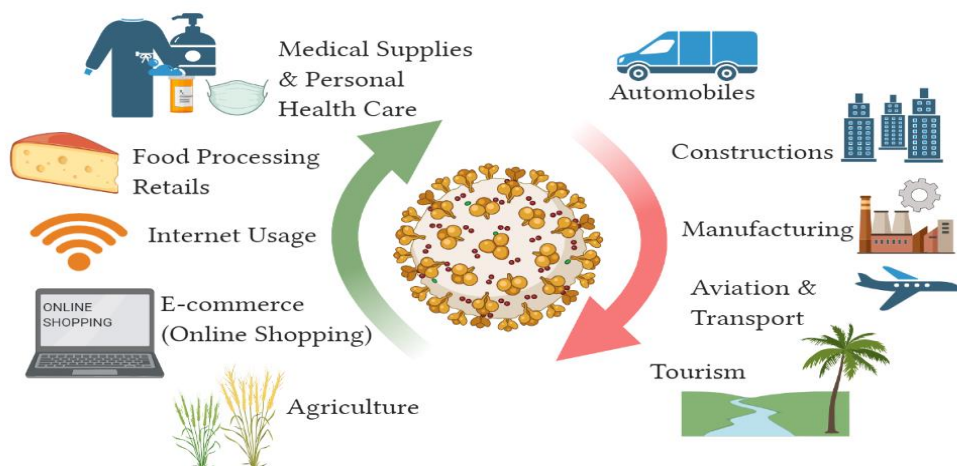 Medical Supplies
& Personal
Health Care
Food Processing
Retails
Internet Usage
ONLINE
SHOPPING
E-commerce
(Online Shopping)
Agriculture
Automobiles
Constructions
Manufacturing
Aviation &
Transport
Tourism